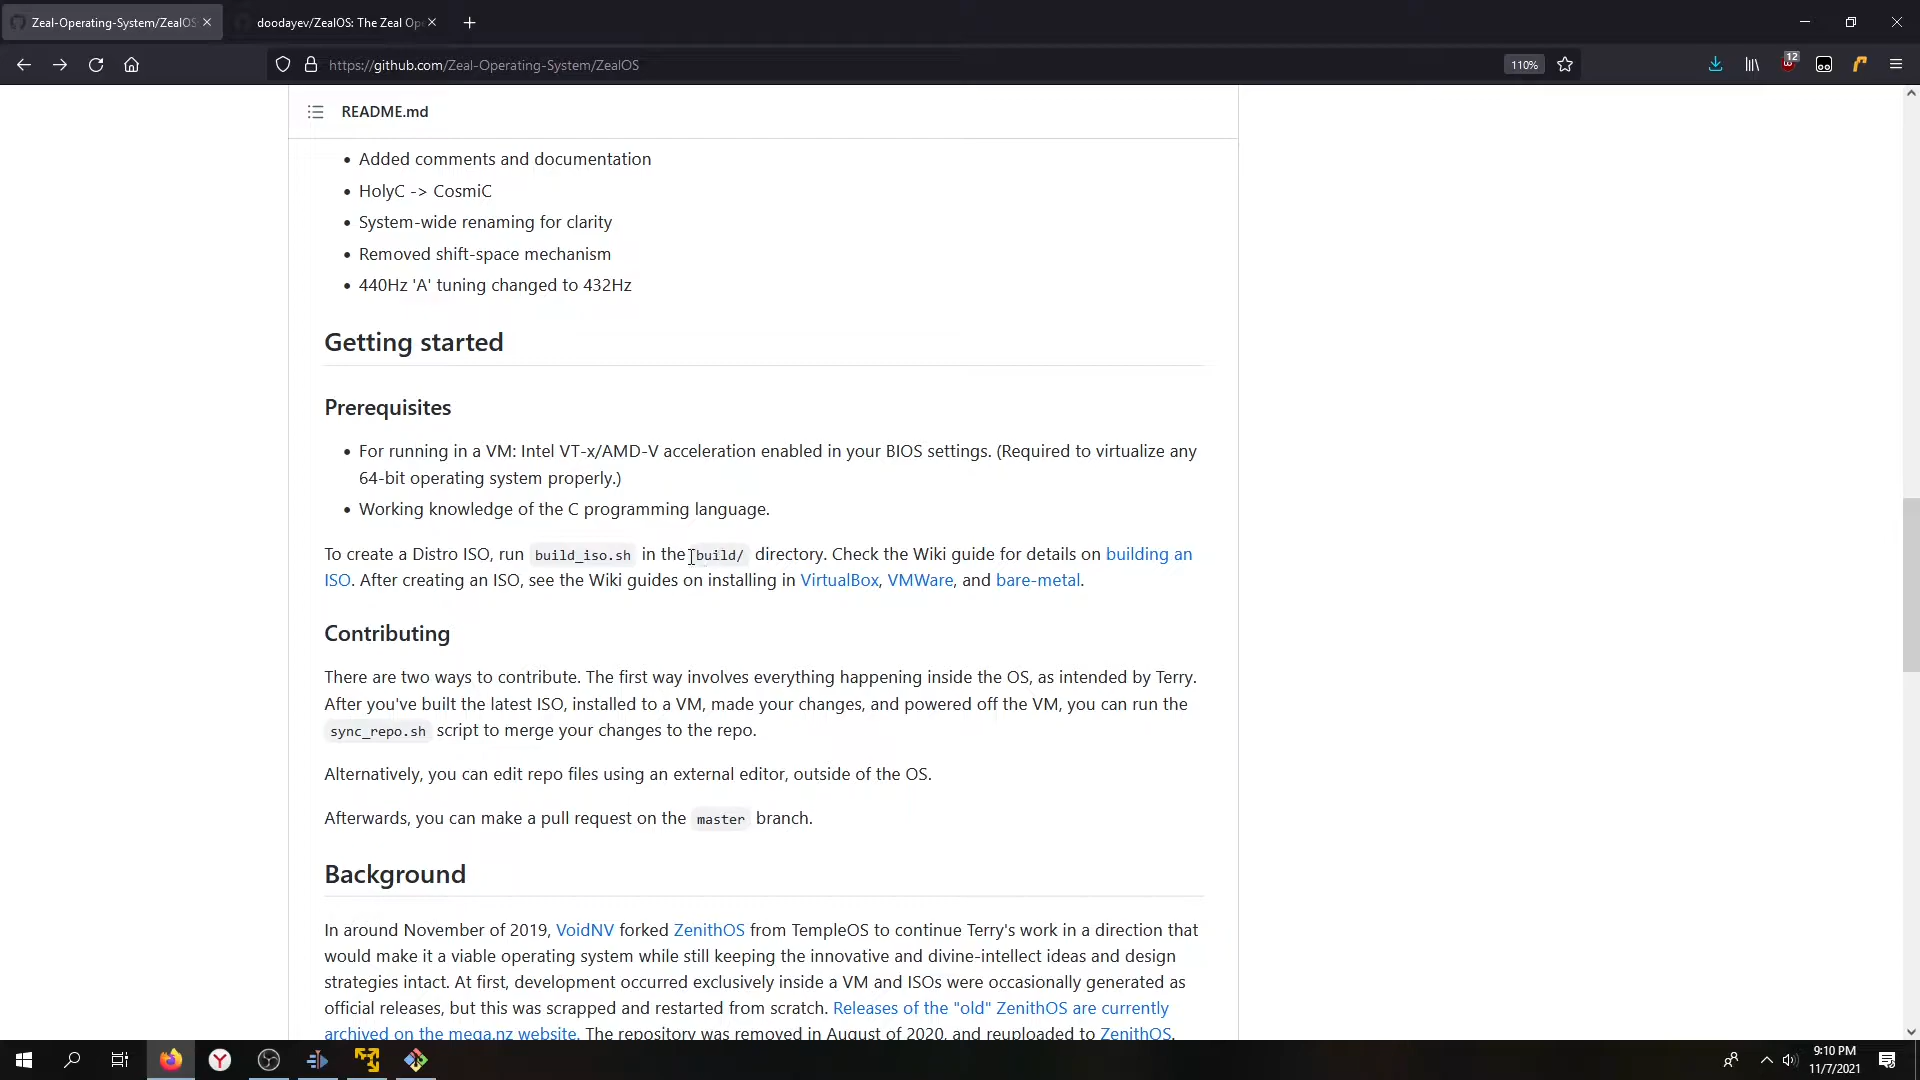 Zeal-Operating-System/ZealOS
doodayev/ZealOS: The Zeal Op
https://github.com/Zeal-Operating-System/ZealOS
110%
12
README.md
Added comments and documentation
HolyC -> CosmiC
System-wide renaming for clarity
Removed shift-space mechanism
440Hz 'A' tuning changed to 432Hz
Getting started
Prerequisites
For running in a VM: Intel VT-x/AMD-V acceleration enabled in your BIOS settings. (Required to virtualize any
64-bit operating system properly.)
Working knowledge of the C programming language.
To create a Distro ISO, run build_iso.sh in the build/ directory. Check the Wiki guide for details on building an
ISO. After creating an ISO, see the Wiki guides on installing in VirtualBox, VMWare, and bare-metal.
Contributing
There are two ways to contribute. The first way involves everything happening inside the OS, as intended by Terry.
After you've built the latest ISO, installed to a VM, made your changes, and powered off the VM, you can run the
sync_repo.sh script to merge your changes to the repo.
Alternatively, you can edit repo files using an external editor, outside of the OS.
Afterwards, you can make a pull request on the master branch.
Background
In around November of 2019, VoidNV forked ZenithOS from TempleOS to continue Terry's work in a direction that
would make it a viable operating system while still keeping the innovative and divine-intellect ideas and design
strategies intact. At first, development occurred exclusively inside a VM and ISOs were occasionally generated as
official releases, but this was scrapped and restarted from scratch. Releases of the "old" ZenithOS are currently
archived on the mega.nz website. The repository was removed in August of 2020, and reuploaded to ZenithOS.
9:10 PM
11/7/2021